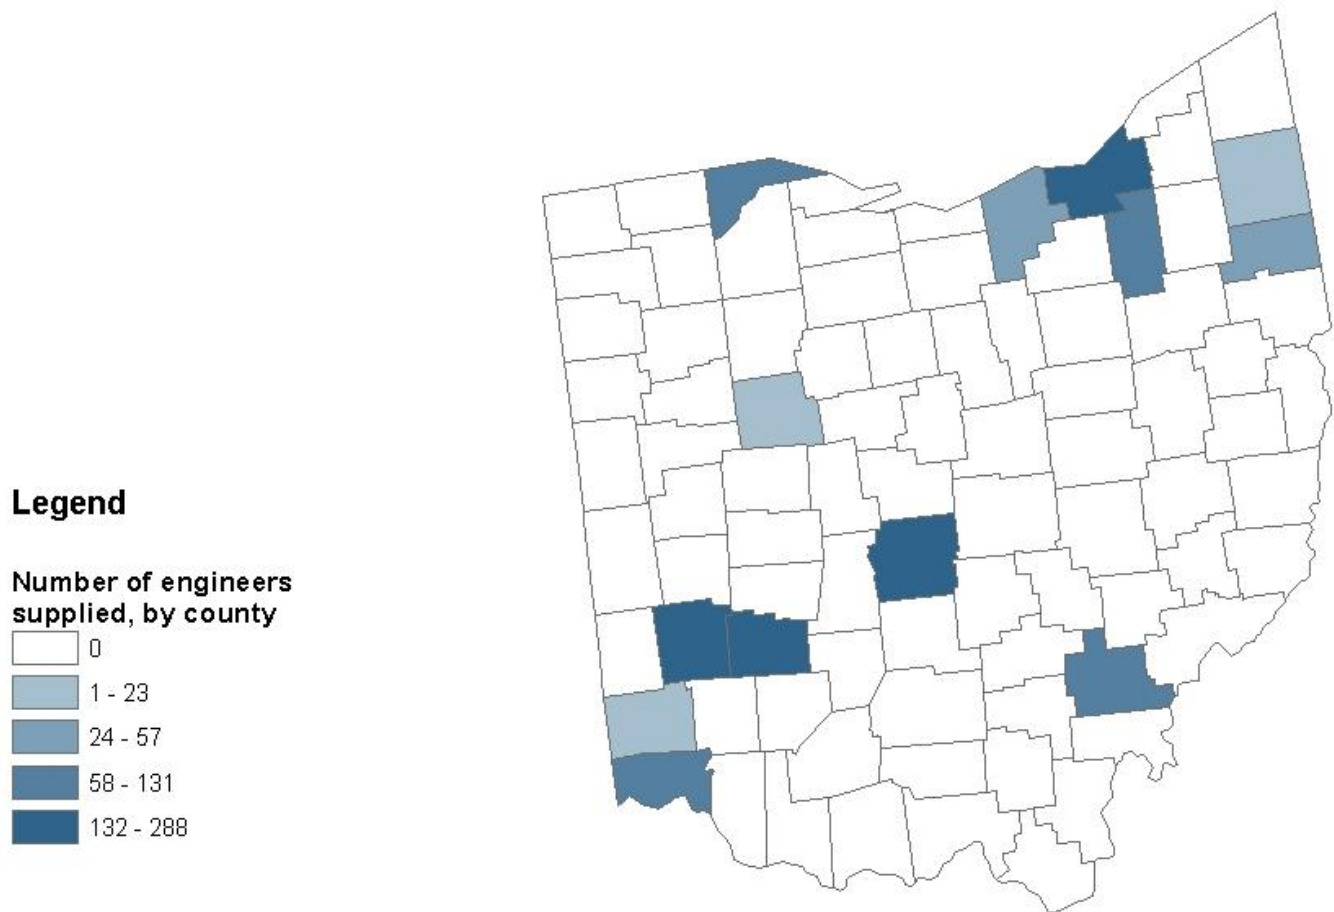 Legend
Number of engineers
supplied, by county
0
1 - 23
24 - 57
58 - 131
132 - 288